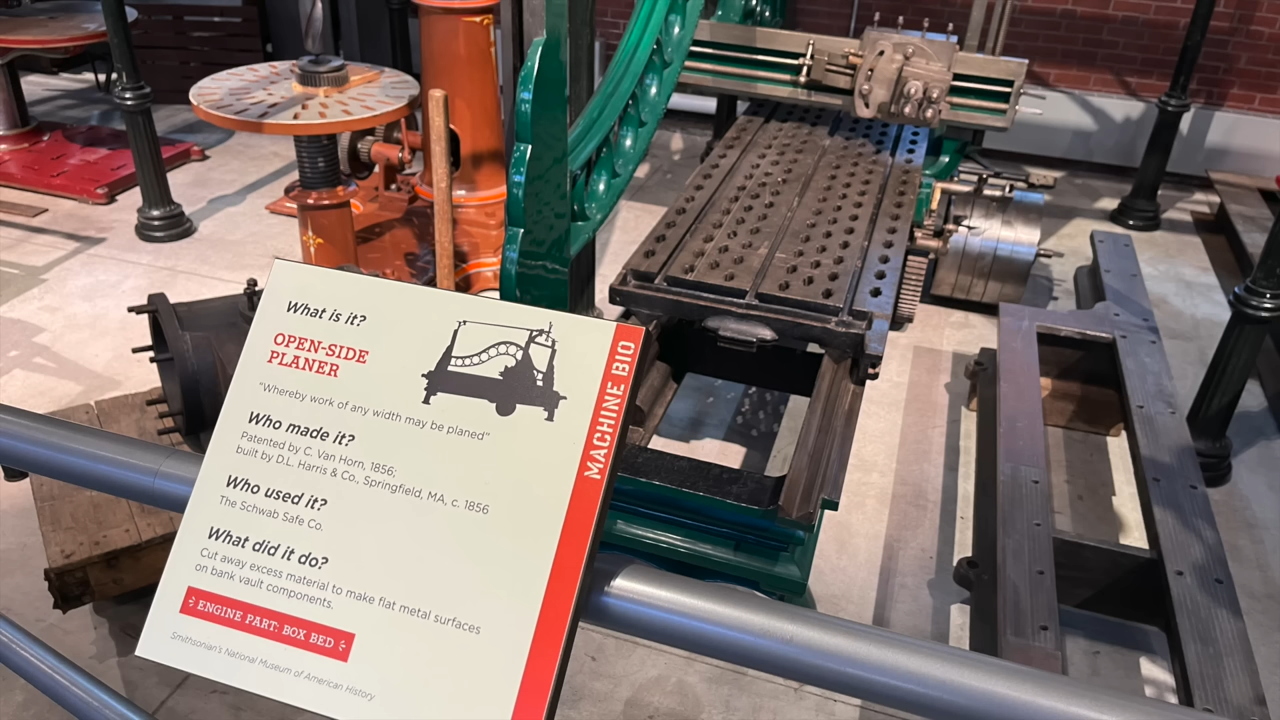 What is it?
OPEN-SIDE
PLANER
"Whereby work of any width may be planed"
Who made it?
Patented by C. Van Horn, 1856;
built by D.L. Harris & Co., Springfield, MA, c. 1856
Who used it?
The Schwab Safe Co.
What did it do?
Cut away excess material to make flat metal surfaces
on bank vault components.
ENGINE PART: BOX BED
Smithsonian's National Museum of American History
MACHINE BIO